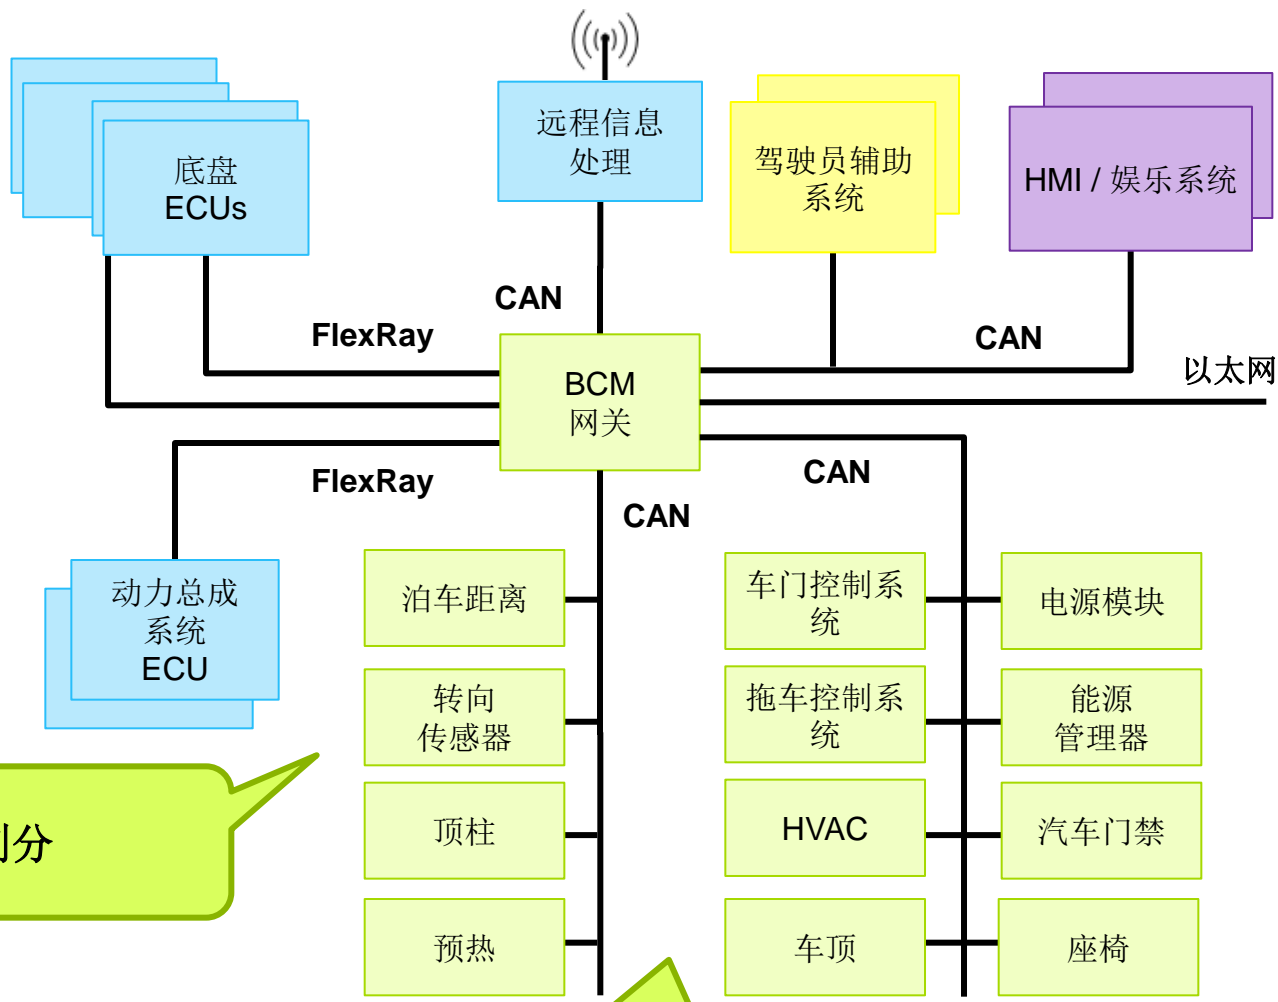 远程信息
处理
底盘
ECUs
驾驶员辅助
系统
HMI / 娱乐系统
CAN
FlexRay
CAN
以太网
BCM
网关
FlexRay
CAN
CAN
动力总成
系统
ECU
泊车距离
车门控制系
统
电源模块
转向
传感器
拖车控制系
统
能源
管理器
顶柱
HVAC
汽车门禁
分
预热
车顶
座椅